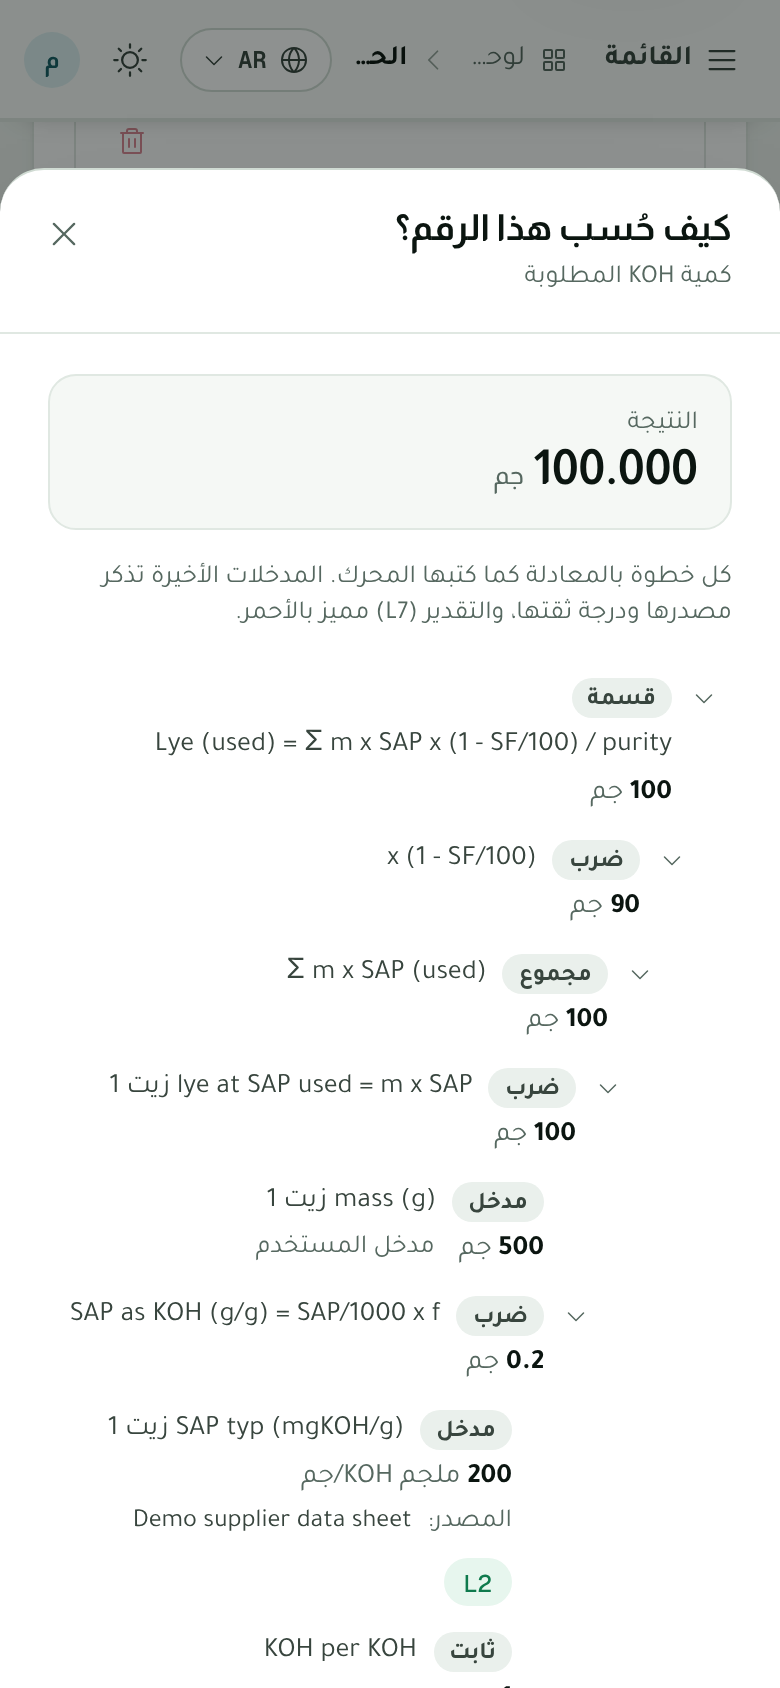 القائمة
لوحـ...
الحـ...
AR
م
كيف حُسب هذا الرقم؟
كمية KOH المطلوبة
النتيجة
100.000 جم
كل خطوة بالمعادلة كما كتبها المحرك. المدخلات الأخيرة تذكر
مصدرها ودرجة ثقتها، والتقدير (L7) مميز بالأحمر.
قسمة
Lye (used) = Σ m x SAP x (1 - SF/100) / purity
100 جم
ضرب x (1 - SF/100)
90 جم
مجموع Σ m x SAP (used)
100 جم
ضرب lye at SAP used = m x SAP زيت 1
100 جم
مدخل mass (g) زيت 1
500 جم مدخل المستخدم
ضرب SAP as KOH (g/g) = SAP/1000 x f
0.2 جم
مدخل SAP typ (mgKOH/g) زيت 1
200 ملجم KOH/جم
المصدر: Demo supplier data sheet
L2
ثابت KOH per KOH